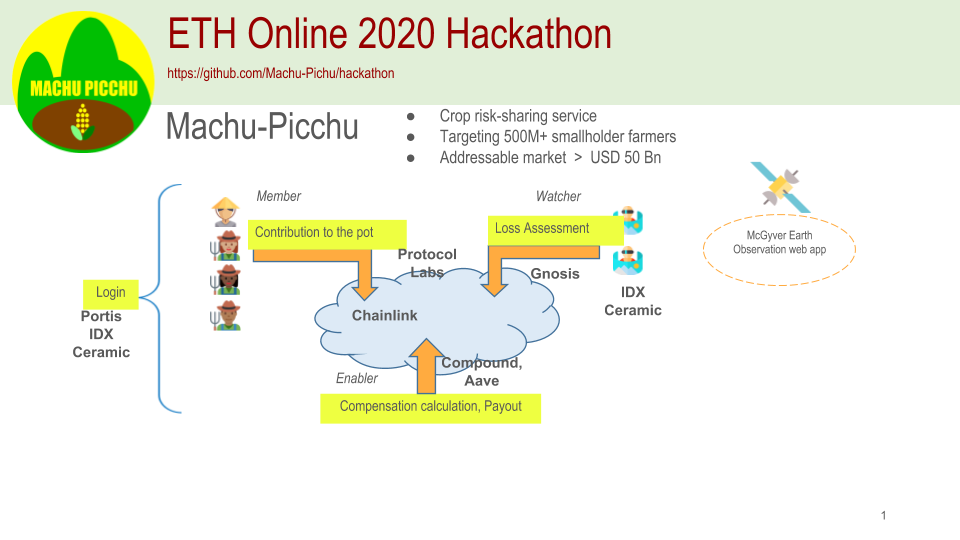 ETH Online 2020 Hackathon
https://github.com/Machu-Pichu/hackathon
MACHU PICCHU
Machu-Picchu
● Crop risk-sharing service
● Targeting 500M+ smallholder farmers
● Addressable market > USD 50 Bn
Member
Watcher
Contribution to the pot
Loss Assessment
McGyver Earth
Observation web app
Protocol
Labs
Gnosis
Login
Portis
IDX
Ceramic
IDX
Ceramic
Chainlink
Compound,
Aave
Enabler
Compensation calculation, Payout
1